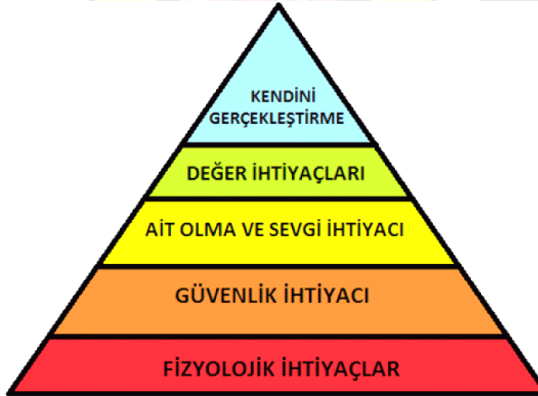 KENDİNİ
GERÇEKLEŞTİRME
DEĞER İHTİYAÇLARI
AİT OLMA VE SEVGİ İHTİYACI
GÜVENLİK İHTİYACI
FİZYOLOJİK İHTİYAÇLAR